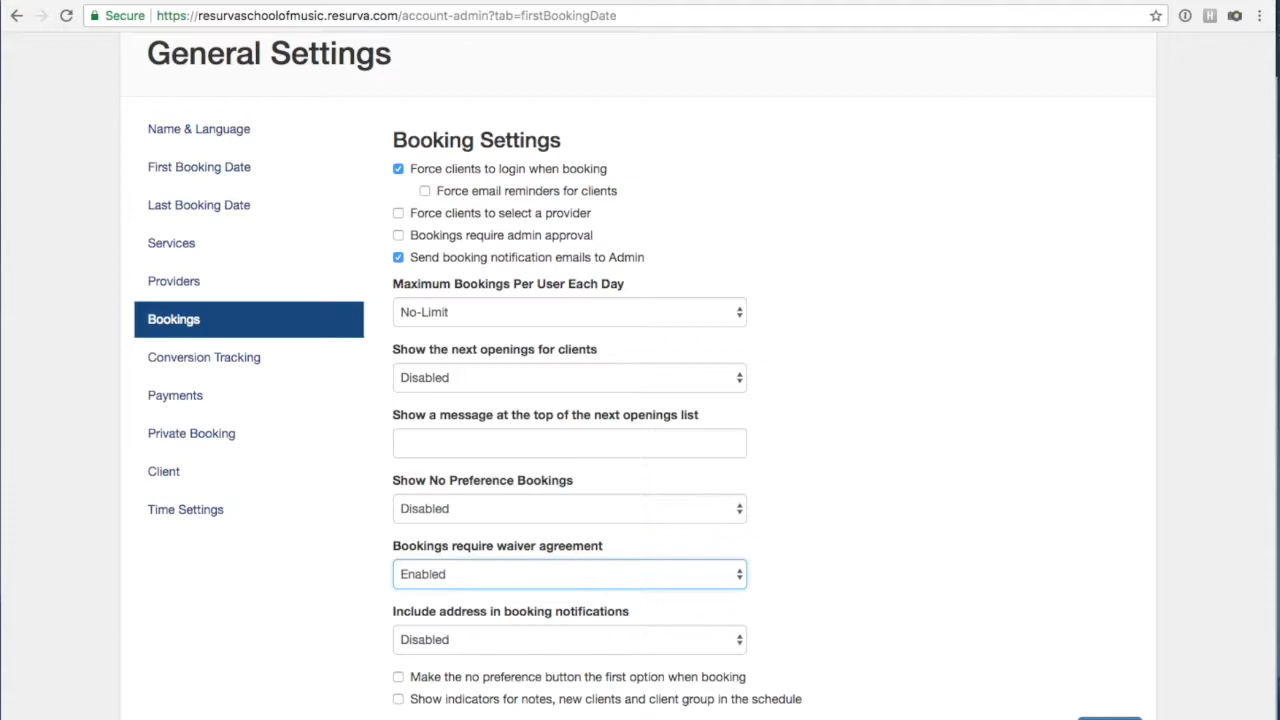 Secure
https://resurvaschoolofmusic.resurva.com/account-admin?tab=firstBookingDate
General Settings
Name & Language
First Booking Date
Last Booking Date
Services
Providers
Bookings
Conversion Tracking
Payments
Private Booking
Client
Time Settings
Booking Settings
Force clients to login when booking
Force email reminders for clients
Force clients to select a provider
Bookings require admin approval
Send booking notification emails to Admin
Maximum Bookings Per User Each Day
No-Limit
Show the next openings for clients
Disabled
Show a message at the top of the next openings list
Show No Preference Bookings
Disabled
Bookings require waiver agreement
Enabled
Include address in booking notifications
Disabled
Make the no preference button the first option when booking
Show indicators for notes, new clients and client group in the schedule